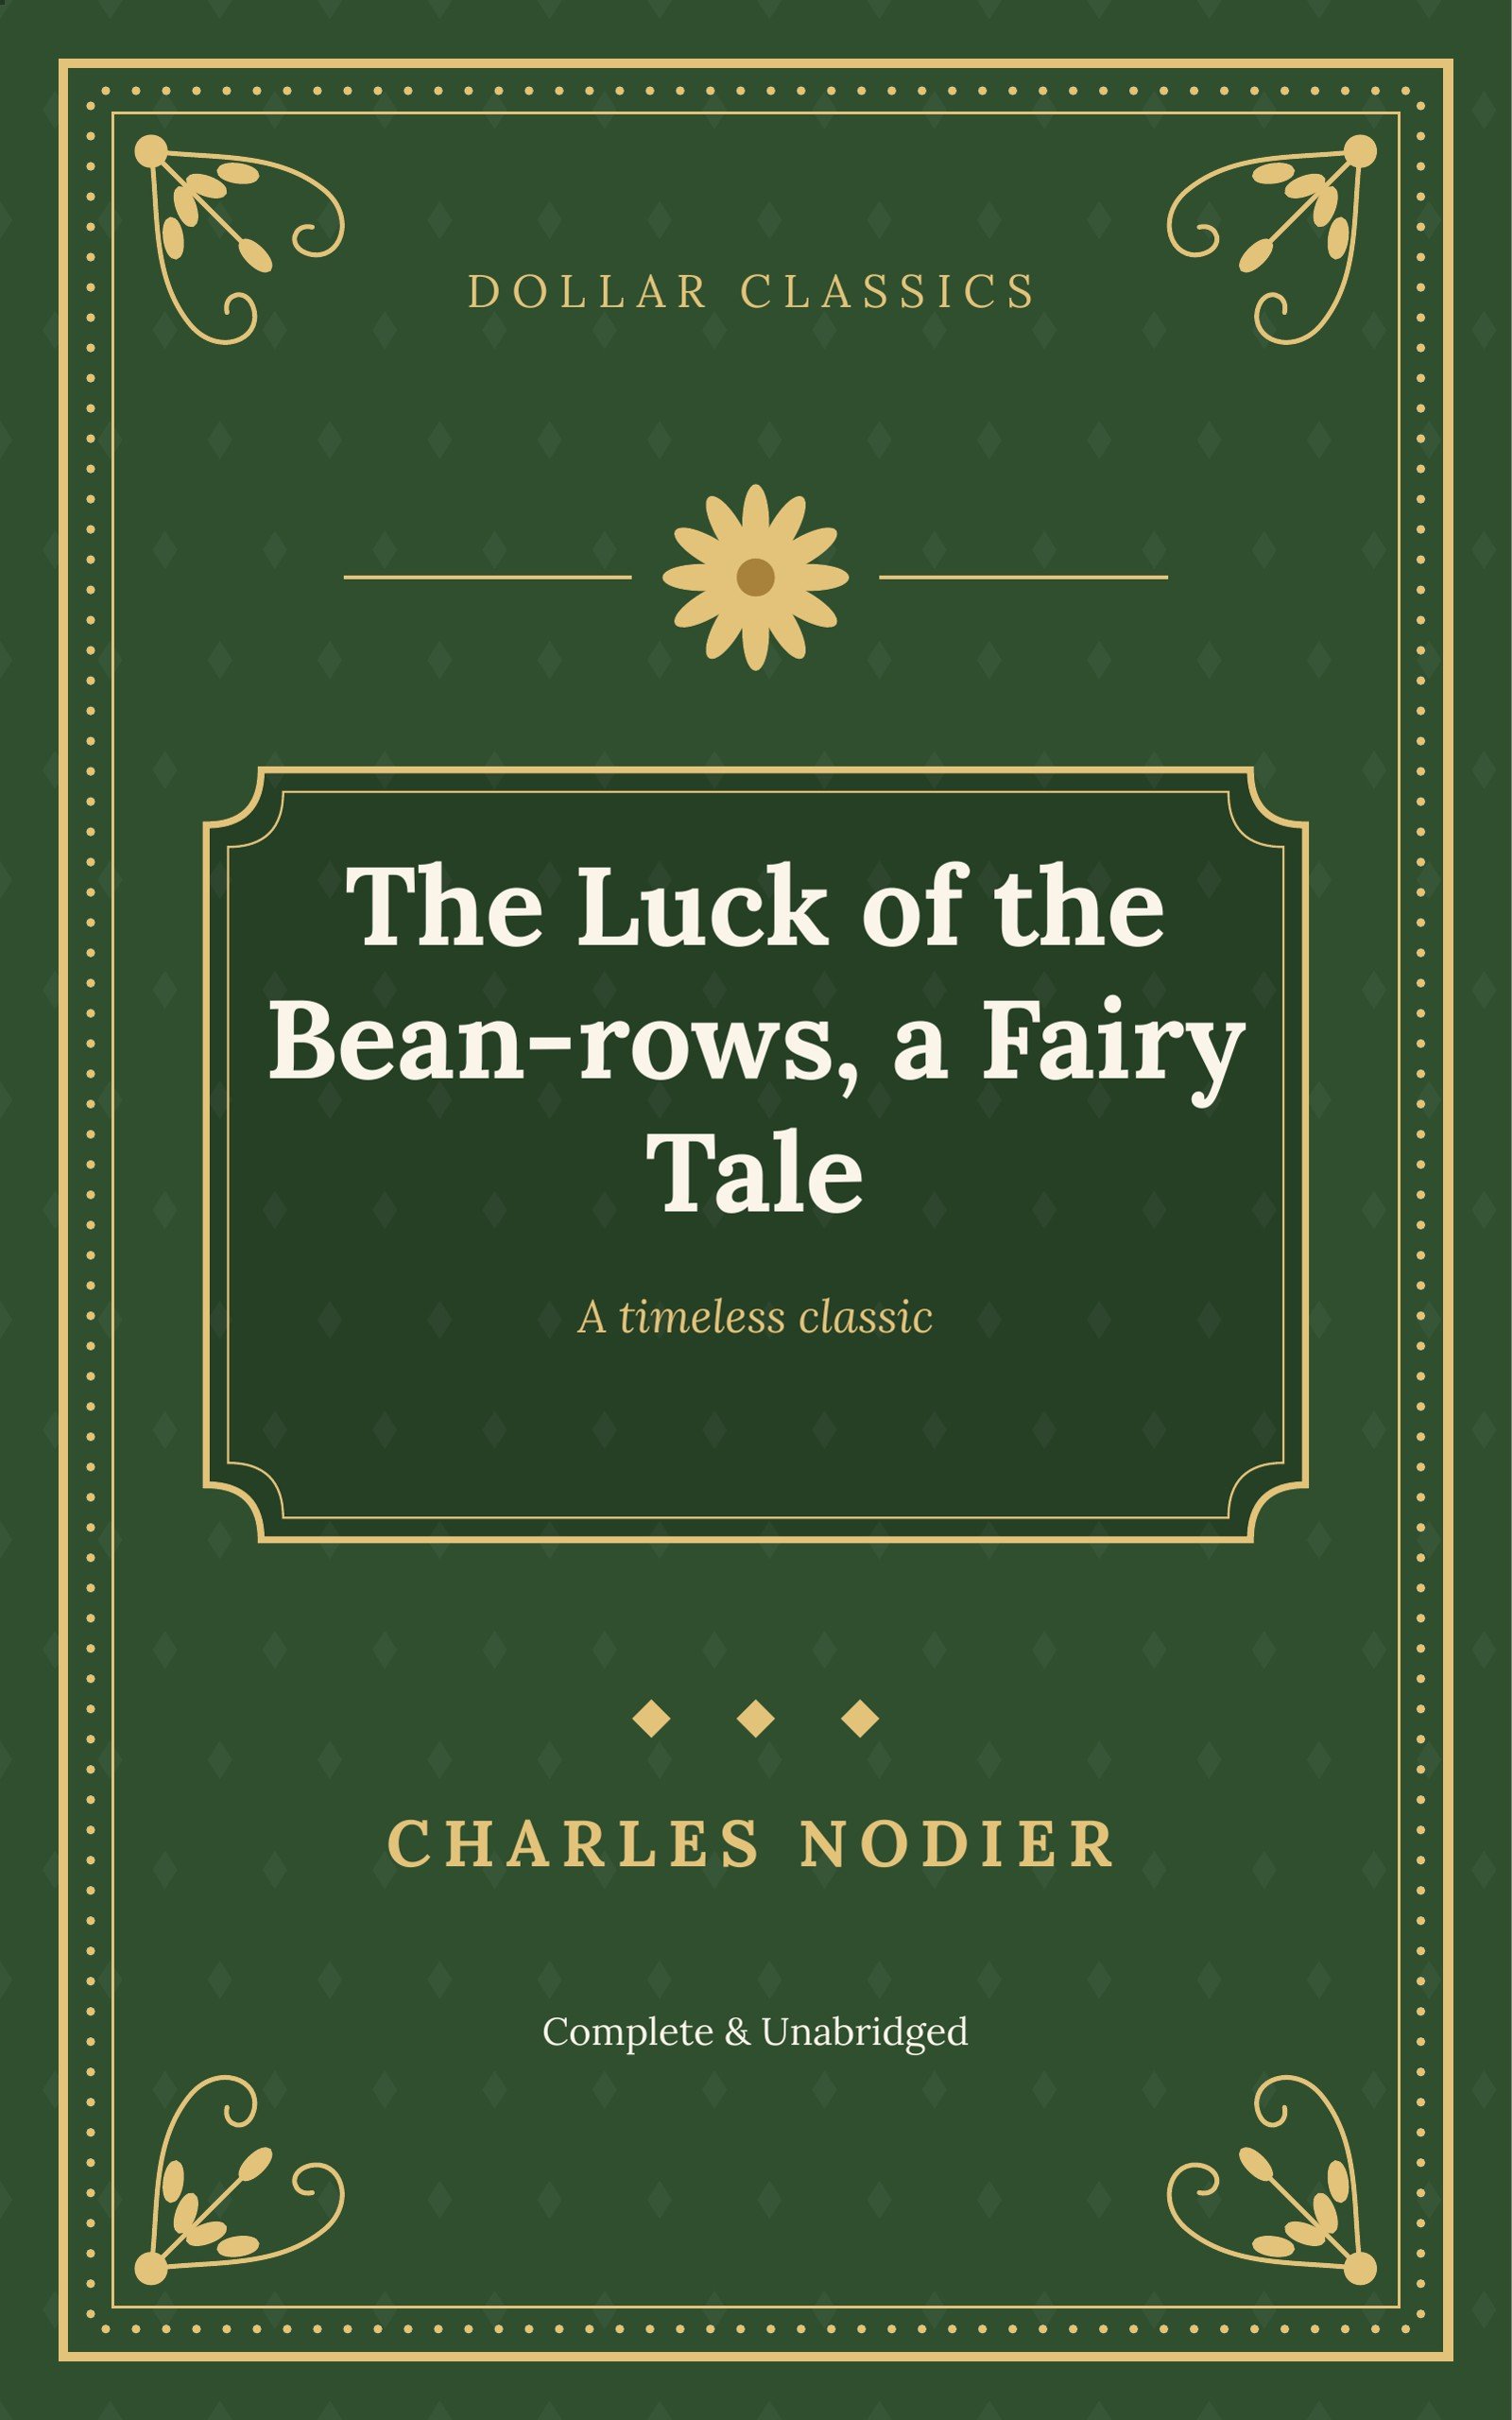 DOLLAR CLASSICS
The Luck of the
Bean-rows, a Fairy
Tale
A timeless classic
CHARLES NODIER
Complete & Unabridged